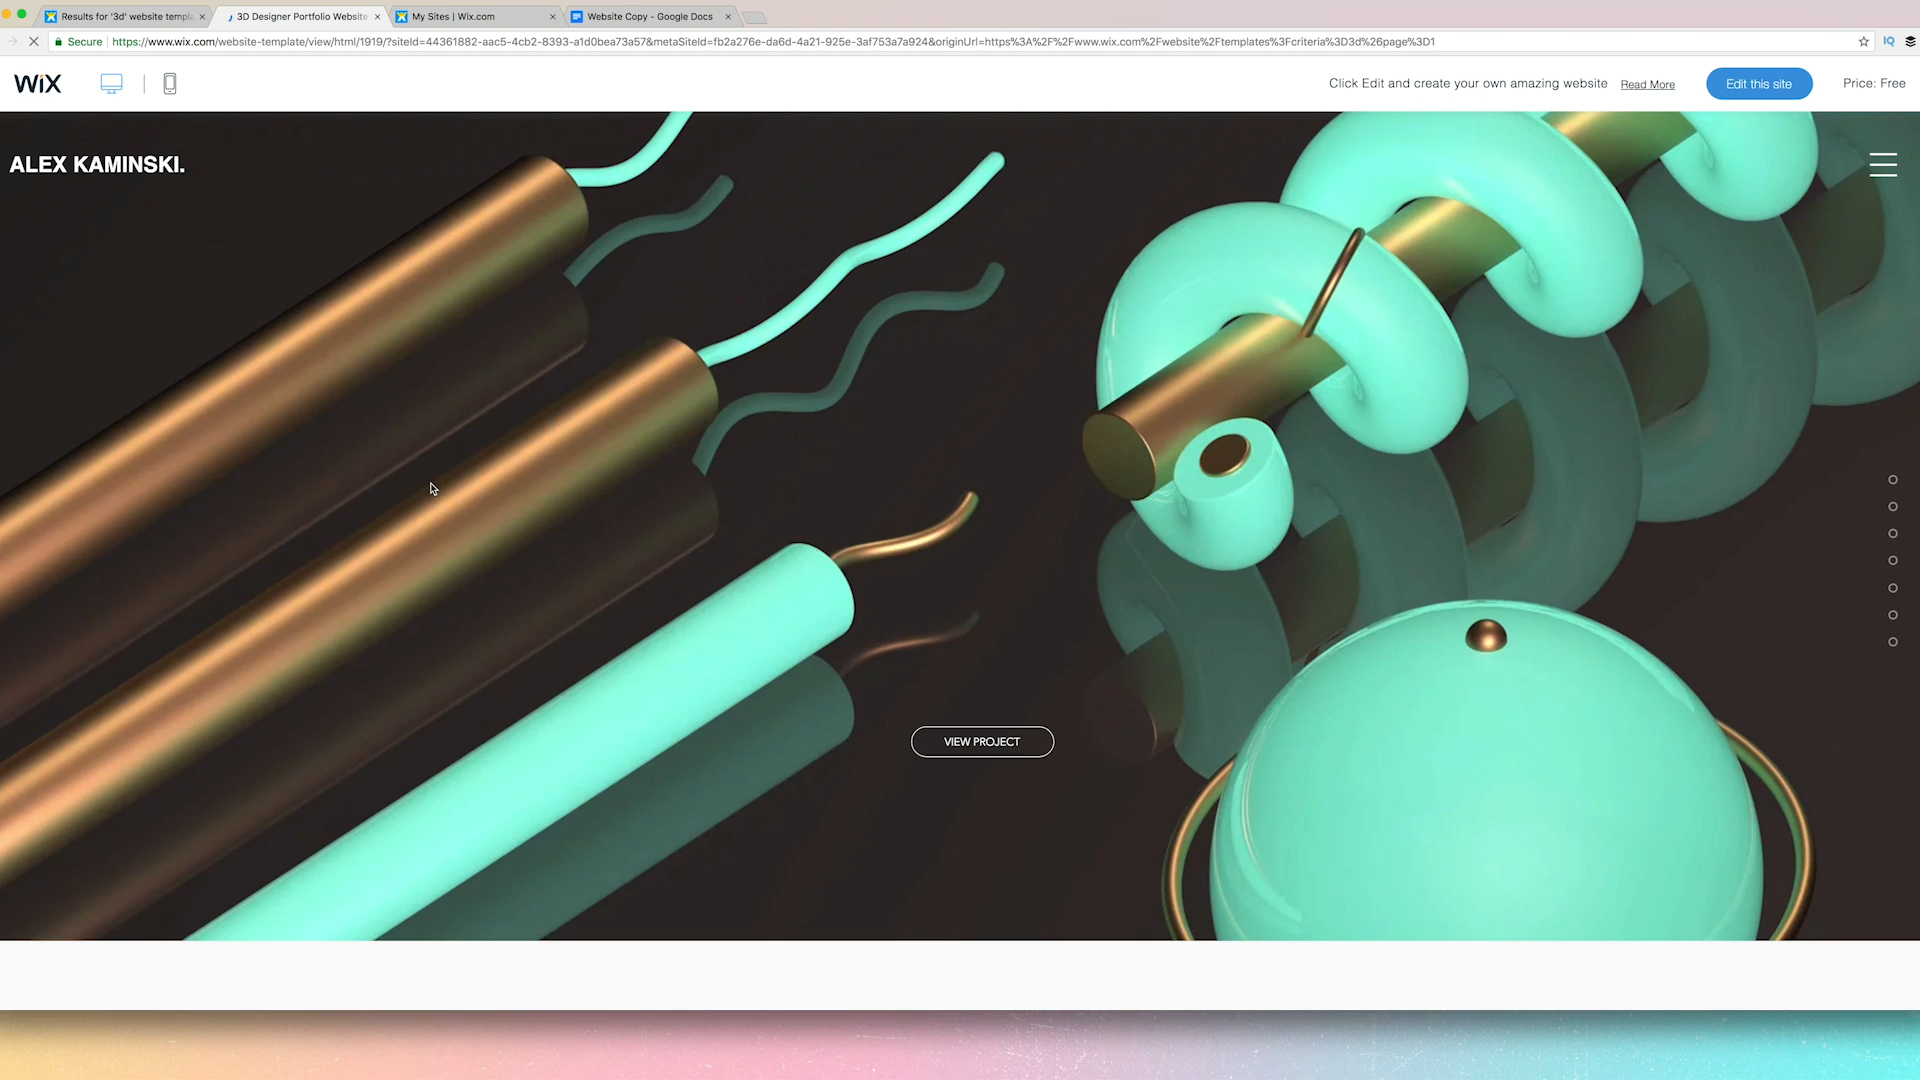 Results for '3d' website templa
3D Designer Portfolio Website
My Sites | Wix.com
Website Copy - Google Docs
Secure
https://www.wix.com/website-template/view/html/1919/?siteId=44361882-aac5-4cb2-8393-a1d0bea73a57&metaSiteId=fb2a276e-da6d-4a21-925e-3af753a7a924&originUrl=https%3A%2F%2Fwww.wix.com%2Fwebsite%2Ftemplates%3Fcriteria%3D3d%26page%3D1
IQ
WiX
Click Edit and create your own amazing website
Read More
Edit this site
Price: Free
ALEX KAMINSKI.
VIEW PROJECT